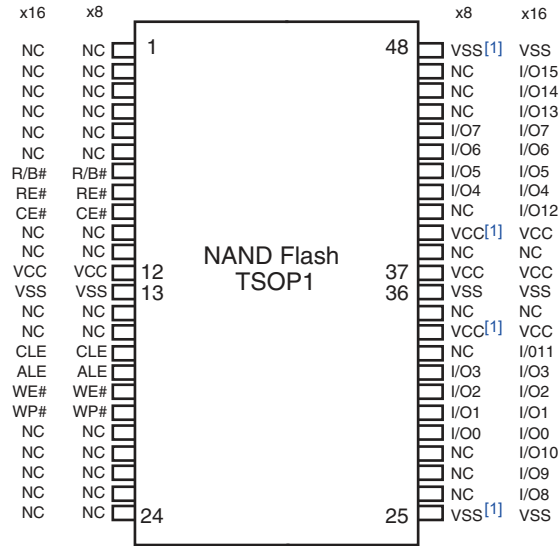 x16 x8 x8 x16
NC NC 1 48 VSS[1] VSS
NC NC NC I/O15
NC NC NC I/O14
NC NC NC I/O13
NC NC I/O7 I/O7
NC NC I/O6 I/O6
R/B# R/B# I/O5 I/O5
RE# RE# I/O4 I/O4
CE# CE# NC I/O12
NC NC VCC[1] VCC
NC NC NAND Flash NC NC
VCC VCC 12 TSOP1 37 VCC VCC
VSS VSS 13 36 VSS VSS
NC NC NC NC
NC NC VCC[1] VCC
CLE CLE NC I/011
ALE ALE I/O3 I/O3
WE# WE# I/O2 I/O2
WP# WP# I/O1 I/O1
NC NC I/O0 I/O0
NC NC NC I/O10
NC NC NC I/O9
NC NC NC I/O8
NC NC 24 25 VSS[1] VSS